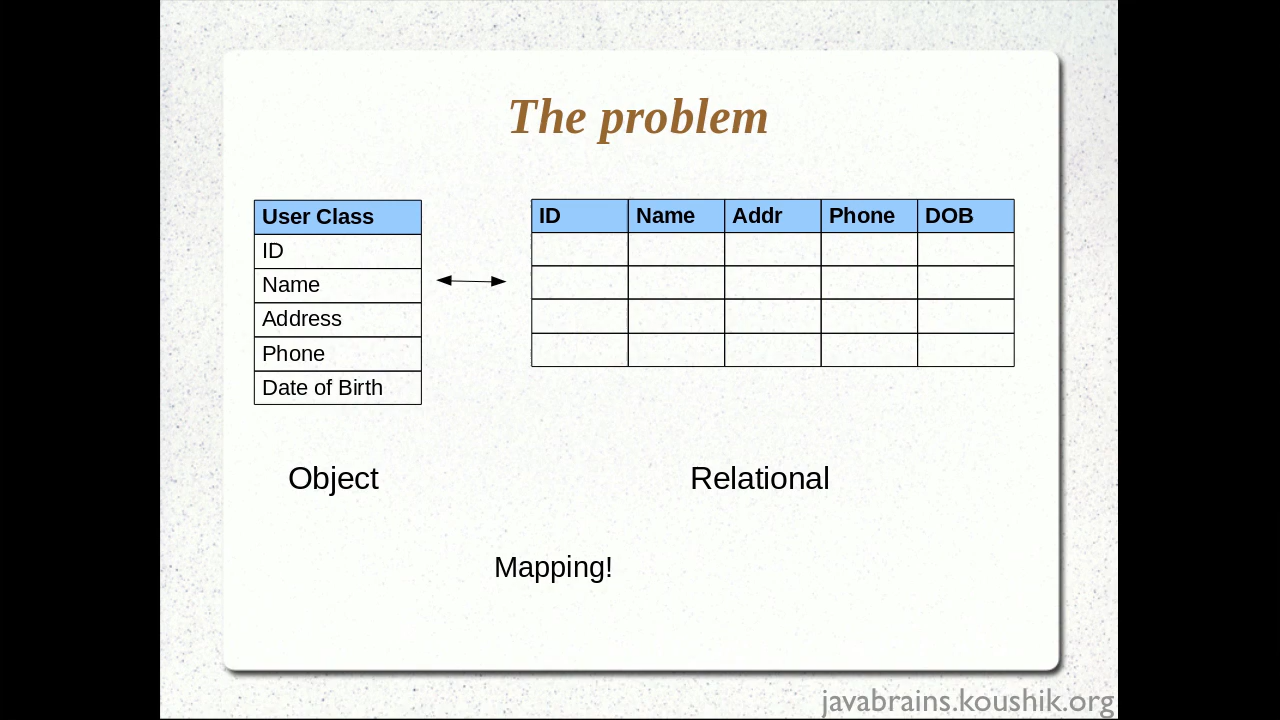 The problem
User Class
ID
Name
Address
Phone
Date of Birth
ID Name Addr Phone DOB
Object
Relational
Mapping!
javabrains.koushik.org